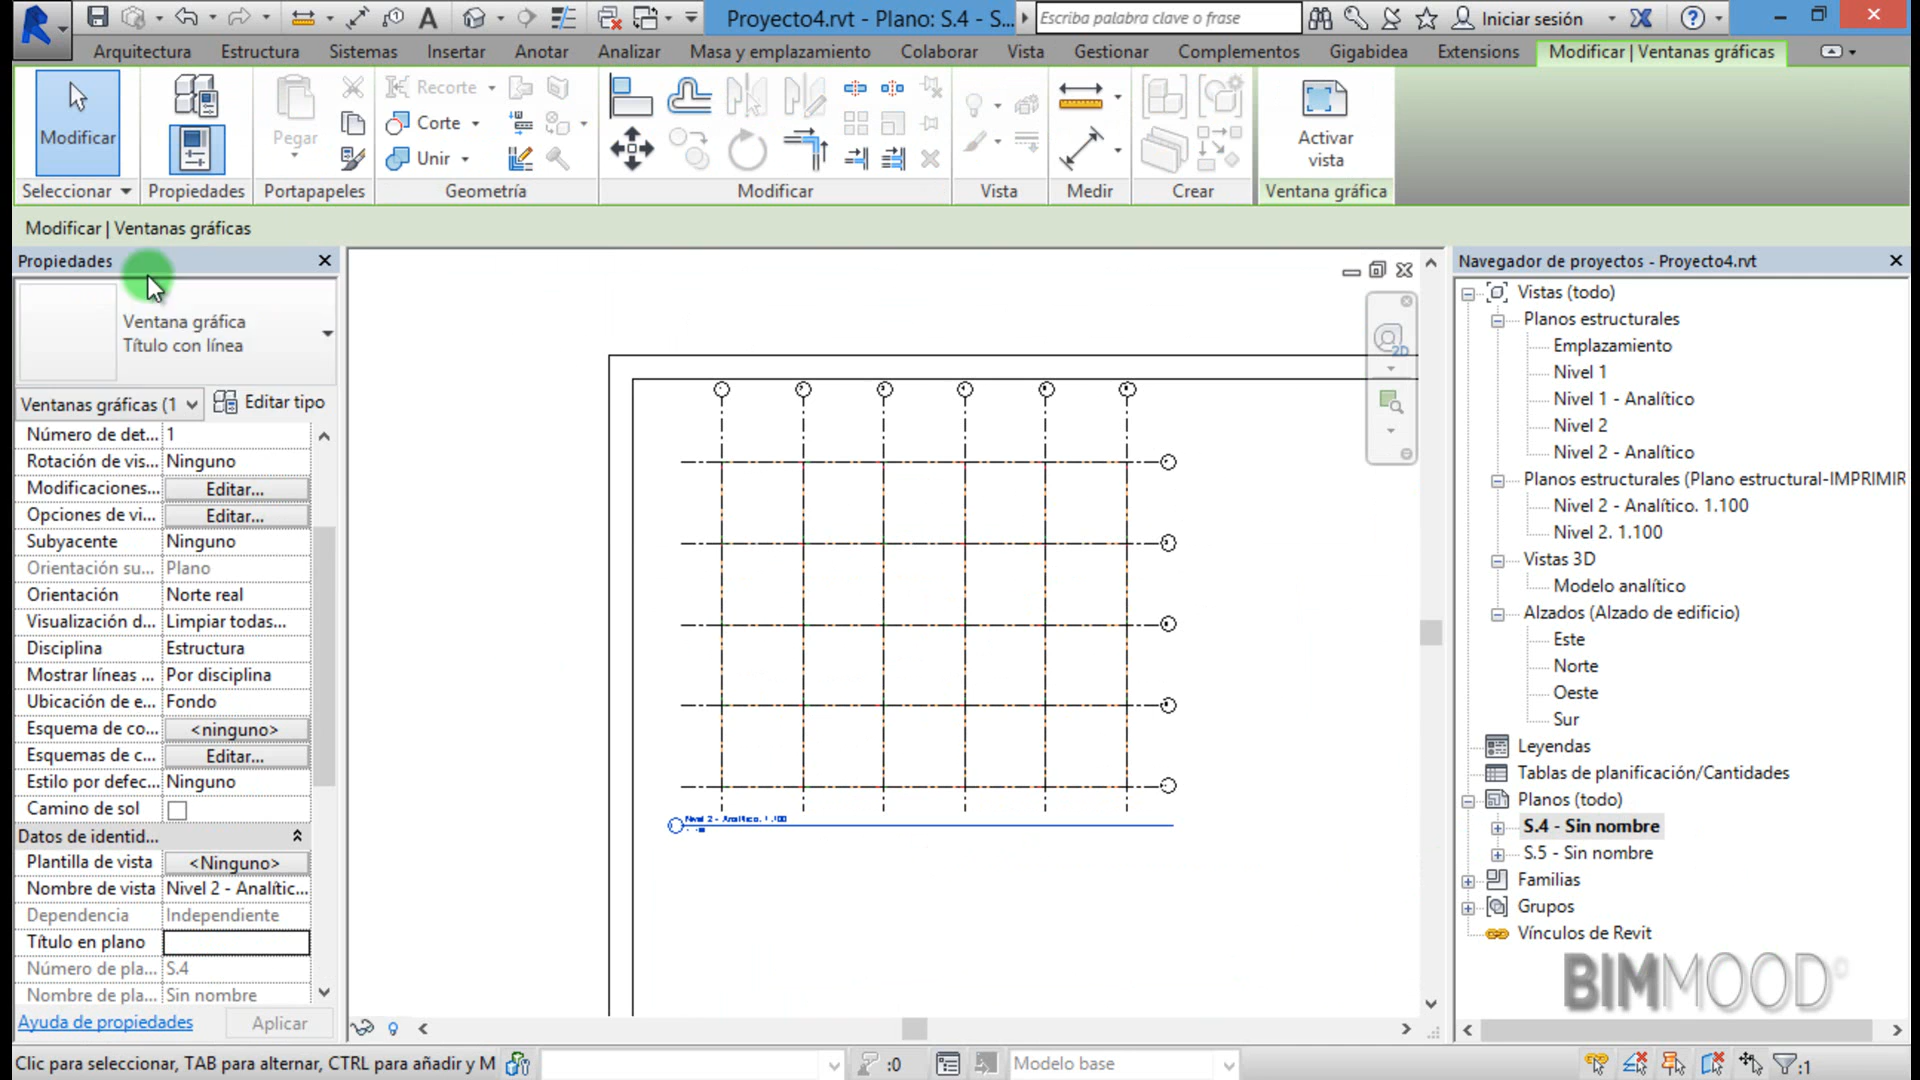 Proyecto4.rvt - Plano: S.4 - S...
Escriba palabra clave o frase
Iniciar sesión
Arquitectura
Estructura
Sistemas
Insertar
Anotar
Analizar
Masa y emplazamiento
Colaborar
Vista
Gestionar
Complementos
Gigabidea
Extensions
Modificar | Ventanas gráficas
Modificar
Pegar
Recorte
Corte
Unir
Activar
vista
Seleccionar
Propiedades
Portapapeles
Geometría
Modificar
Vista
Medir
Crear
Ventana gráfica
Modificar | Ventanas gráficas
Propiedades
Ventana gráfica
Título con línea
Ventanas gráficas (1
Editar tipo
Número de det... 1
Rotación de vis... Ninguno
Modificaciones... Editar...
Opciones de vi... Editar...
Subyacente Ninguno
Orientación su... Plano
Orientación Norte real
Visualización d... Limpiar todas...
Disciplina Estructura
Mostrar líneas ... Por disciplina
Ubicación de e... Fondo
Esquema de co... <ninguno>
Esquemas de c... Editar...
Estilo por defec... Ninguno
Camino de sol
Datos de identid...
Plantilla de vista <Ninguno>
Nombre de vista Nivel 2 - Analític...
Dependencia Independiente
Título en plano
Número de pla... S.4
Nombre de pla... Sin nombre
Ayuda de propiedades
Aplicar
2D
Nivel 2 - Analítico. 1.100
Navegador de proyectos - Proyecto4.rvt
Vistas (todo)
Planos estructurales
Emplazamiento
Nivel 1
Nivel 1 - Analítico
Nivel 2
Nivel 2 - Analítico
Planos estructurales (Plano estructural-IMPRIMIR
Nivel 2 - Analítico. 1.100
Nivel 2. 1.100
Vistas 3D
Modelo analítico
Alzados (Alzado de edificio)
Este
Norte
Oeste
Sur
Leyendas
Tablas de planificación/Cantidades
Planos (todo)
S.4 - Sin nombre
S.5 - Sin nombre
Familias
Grupos
Vínculos de Revit
BIMMOOD
Clic para seleccionar, TAB para alternar, CTRL para añadir y M
:0
Modelo base
:1